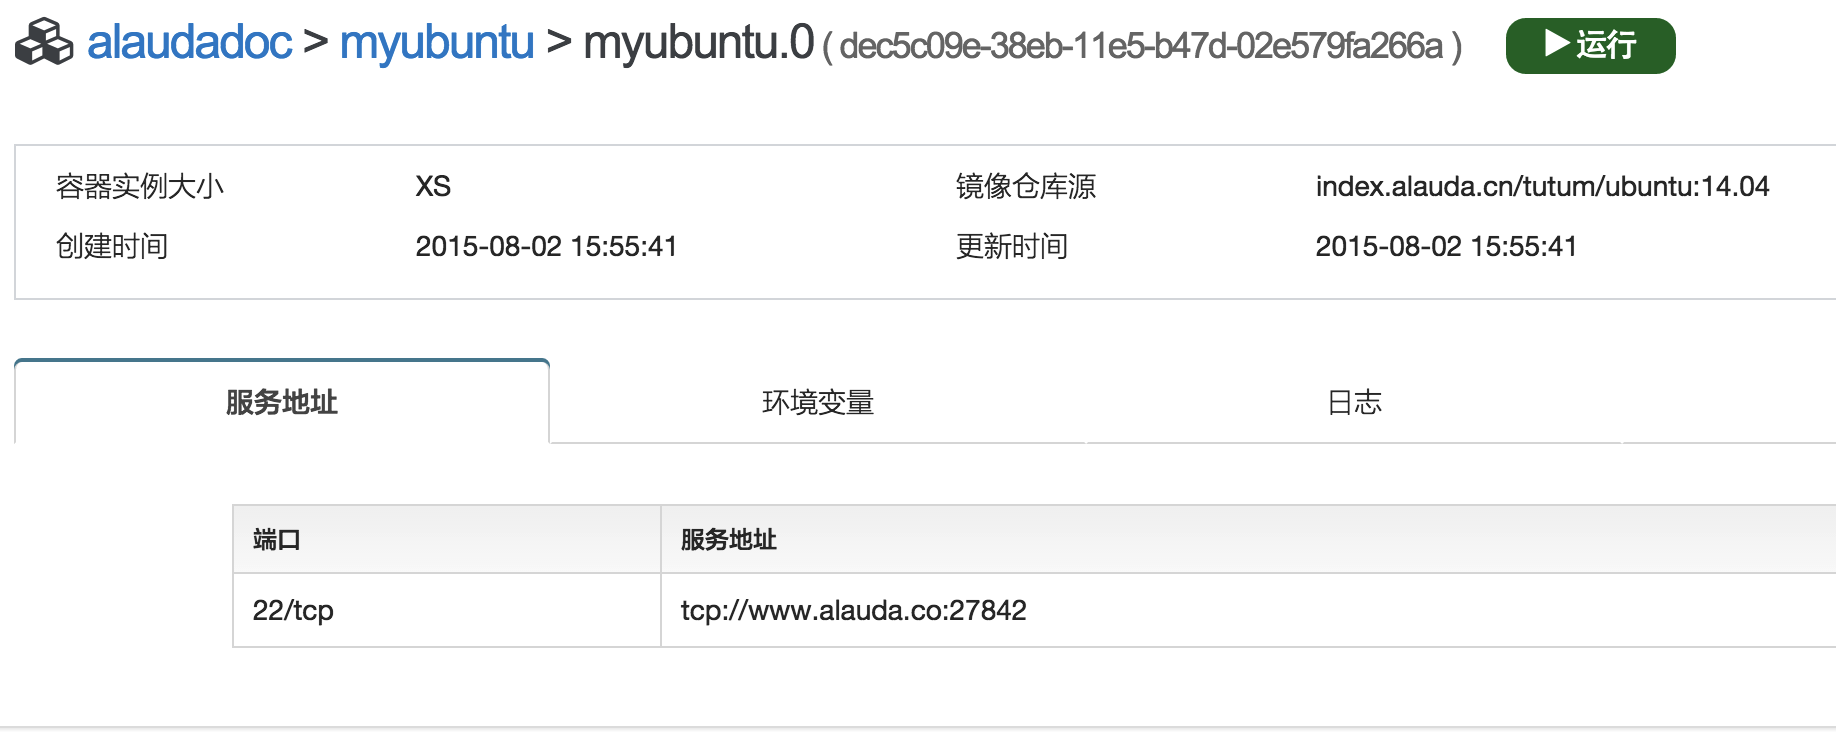 alaudadoc > myubuntu > myubuntu.0 ( dec5c09e-38eb-11e5-b47d-02e579fa266a ) 运行
容器实例大小 XS 镜像仓库源 index.alauda.cn/tutum/ubuntu:14.04
创建时间 2015-08-02 15:55:41 更新时间 2015-08-02 15:55:41
服务地址 环境变量 日志
端口 服务地址
22/tcp tcp://www.alauda.co:27842